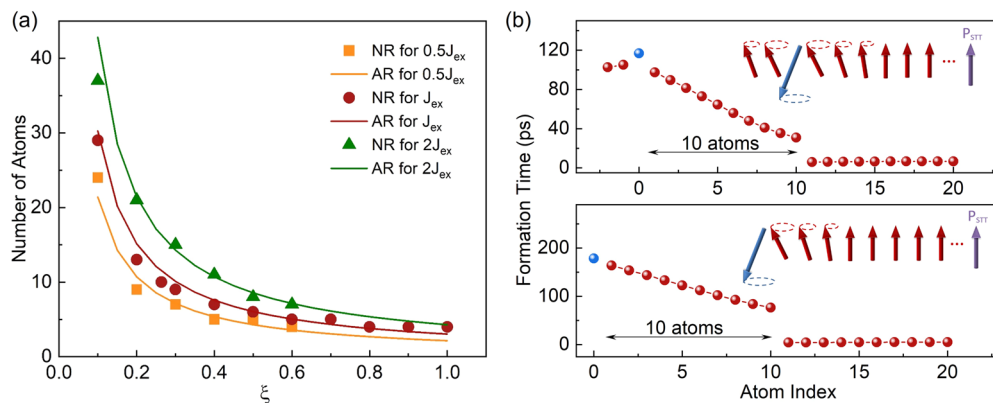 (a)
NR for 0.5J_ex
AR for 0.5J_ex
NR for J_ex
AR for J_ex
NR for 2J_ex
AR for 2J_ex
Number of Atoms
40
30
20
10
0
0.0 0.2 0.4 0.6 0.8 1.0
ξ
(b)
Formation Time (ps)
120
80
40
0
P_STT
...
10 atoms
0 5 10 15 20
200
100
0
P_STT
...
10 atoms
0 5 10 15 20
Atom Index